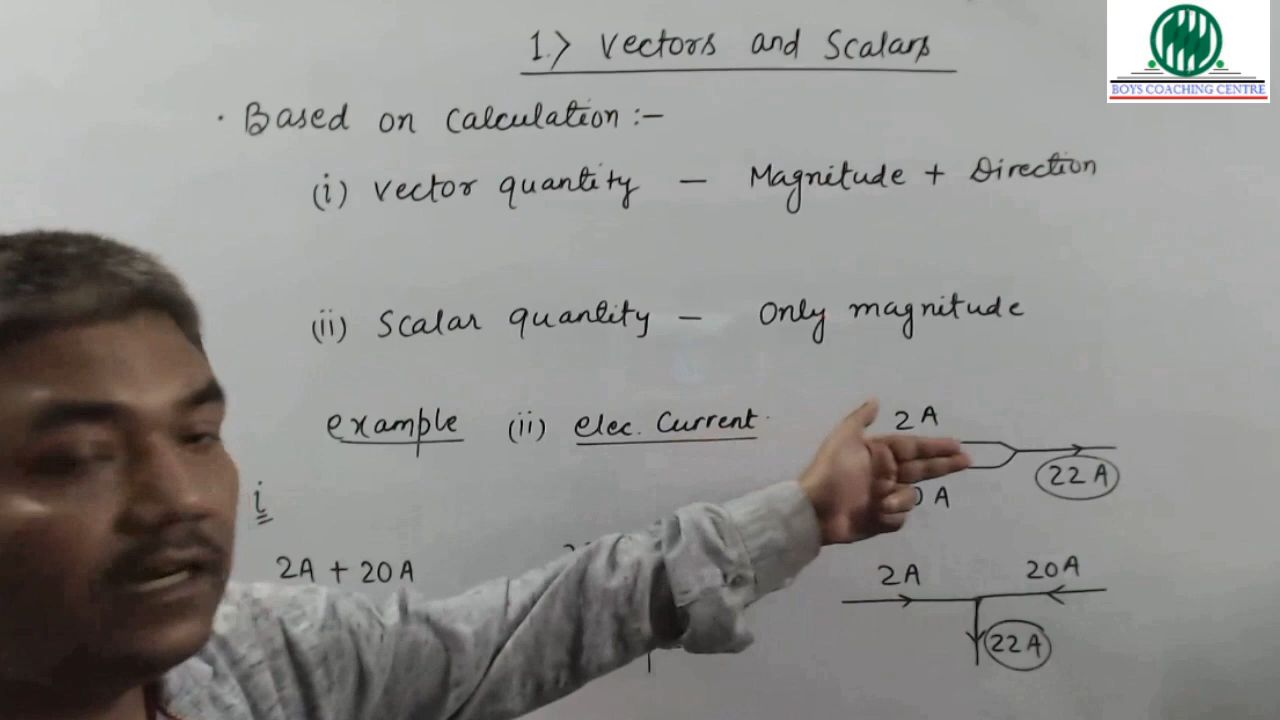 1.) Vectors and Scalars
BOYS COACHING CENTRE
· Based on calculation :-
(i) Vector quantity - Magnitude + Direction
(ii) Scalar quantity - Only magnitude
example (ii) elec. Current
2A
22A
0 A
i
2A + 20A
2A
20A
22A